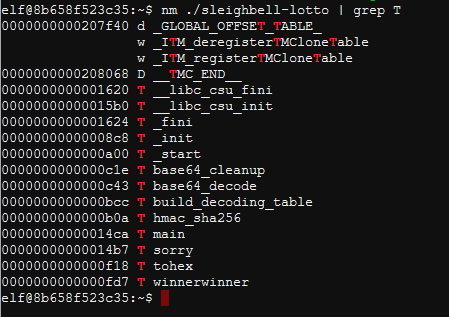 elf@8b658f523c35:~$ nm ./sleighbell-lotto | grep T
0000000000207f40 d _GLOBAL_OFFSET_TABLE_
                 w _ITM_deregisterTMCloneTable
                 w _ITM_registerTMCloneTable
0000000000208068 D __TMC_END__
0000000000001620 T __libc_csu_fini
00000000000015b0 T __libc_csu_init
0000000000001624 T _fini
00000000000008c8 T _init
0000000000000a00 T _start
0000000000000c1e T base64_cleanup
0000000000000c43 T base64_decode
0000000000000bcc T build_decoding_table
0000000000000b0a T hmac_sha256
00000000000014ca T main
00000000000014b7 T sorry
0000000000000f18 T tohex
0000000000000fd7 T winnerwinner
elf@8b658f523c35:~$